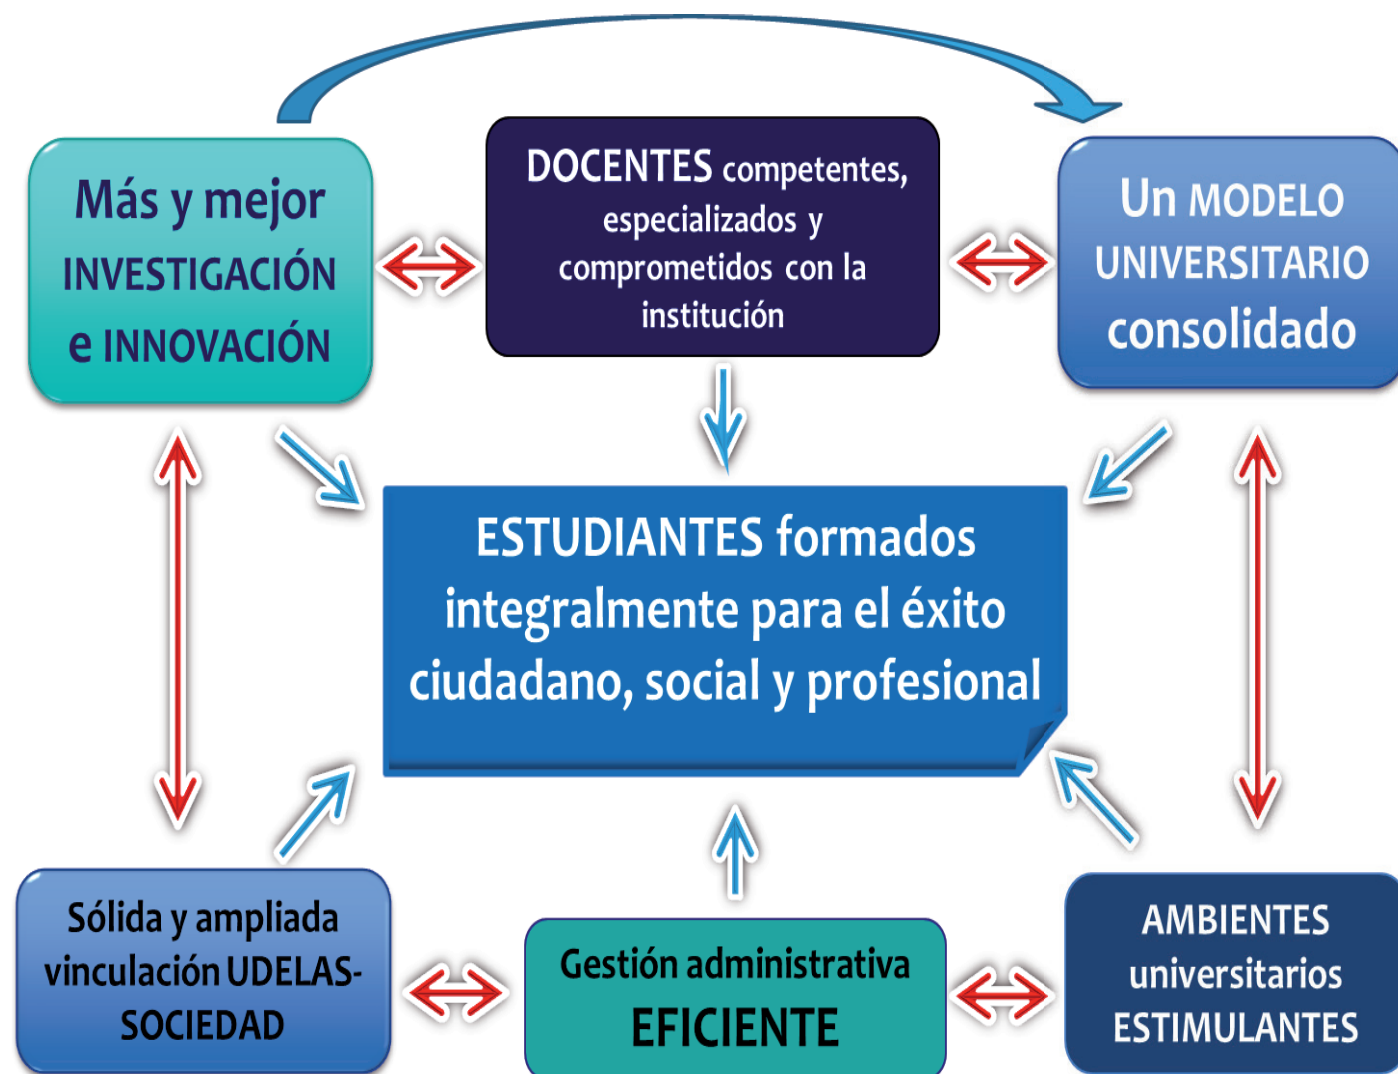 Más y mejor
INVESTIGACIÓN
e INNOVACIÓN
DOCENTES competentes,
especializados y
comprometidos con la
institución
Un MODELO
UNIVERSITARIO
consolidado
ESTUDIANTES formados
integralmente para el éxito
ciudadano, social y profesional
Sólida y ampliada
vinculación UDELAS-
SOCIEDAD
Gestión administrativa
EFICIENTE
AMBIENTES
universitarios
ESTIMULANTES